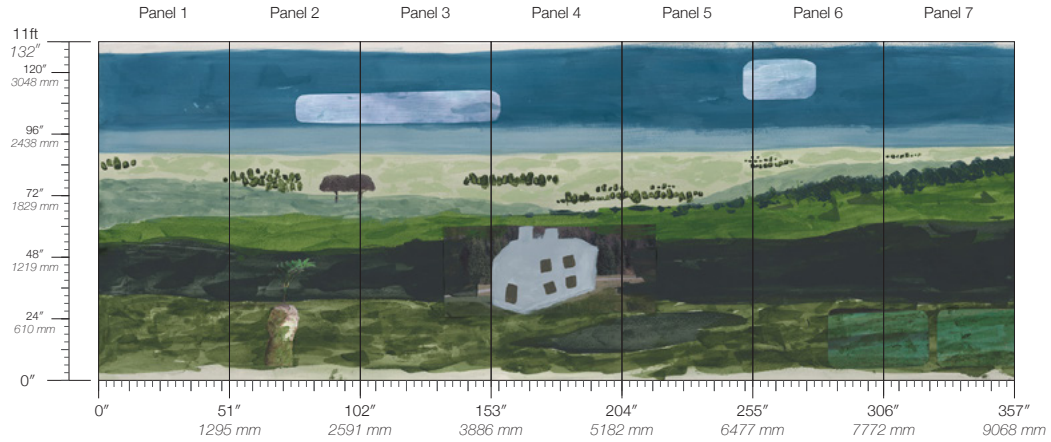 Panel 1 Panel 2 Panel 3 Panel 4 Panel 5 Panel 6 Panel 7
11ft
132″
120″
3048 mm
96″
2438 mm
72″
1829 mm
48″
1219 mm
24″
610 mm
0″
0″ 51″ 102″ 153″ 204″ 255″ 306″ 357″
1295 mm 2591 mm 3886 mm 5182 mm 6477 mm 7772 mm 9068 mm